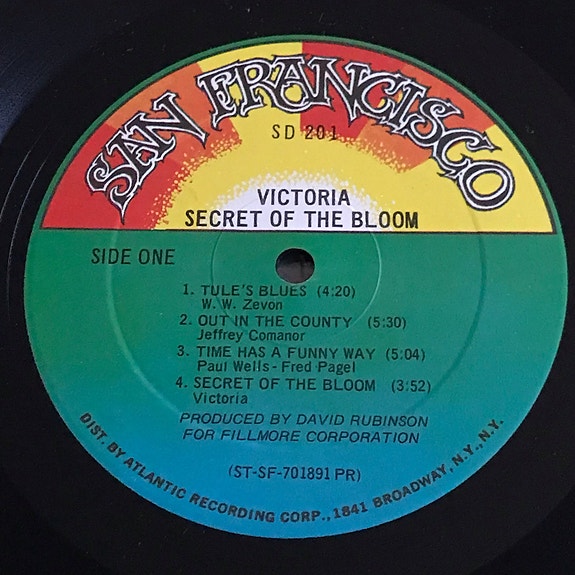 SAN FRANCISCO
SD 201
VICTORIA
SECRET OF THE BLOOM
SIDE ONE
1. TULE'S BLUES (4:20)
W. W. Zevon
2. OUT IN THE COUNTY (5:30)
Jeffrey Comanor
3. TIME HAS A FUNNY WAY (5:04)
Paul Wells - Fred Pagel
4. SECRET OF THE BLOOM (3:52)
Victoria
PRODUCED BY DAVID RUBINSON
FOR FILLMORE CORPORATION
(ST-SF-701891 PR)
DIST. BY ATLANTIC RECORDING CORP., 1841 BROADWAY, N.Y., N.Y.